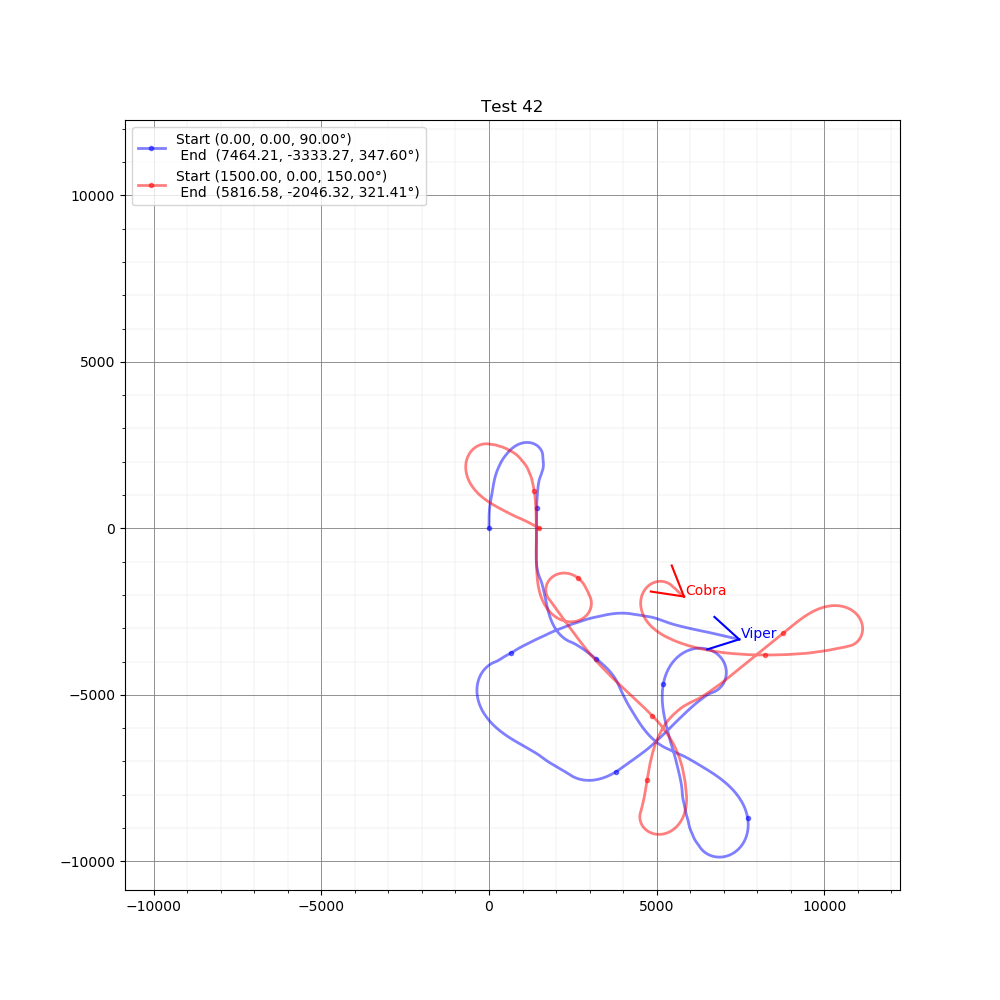 Test 42
Start (0.00, 0.00, 90.00°)
End (7464.21, -3333.27, 347.60°)
Start (1500.00, 0.00, 150.00°)
End (5816.58, -2046.32, 321.41°)
10000
5000
0
−5000
−10000
Cobra
Viper
−10000 −5000 0 5000 10000